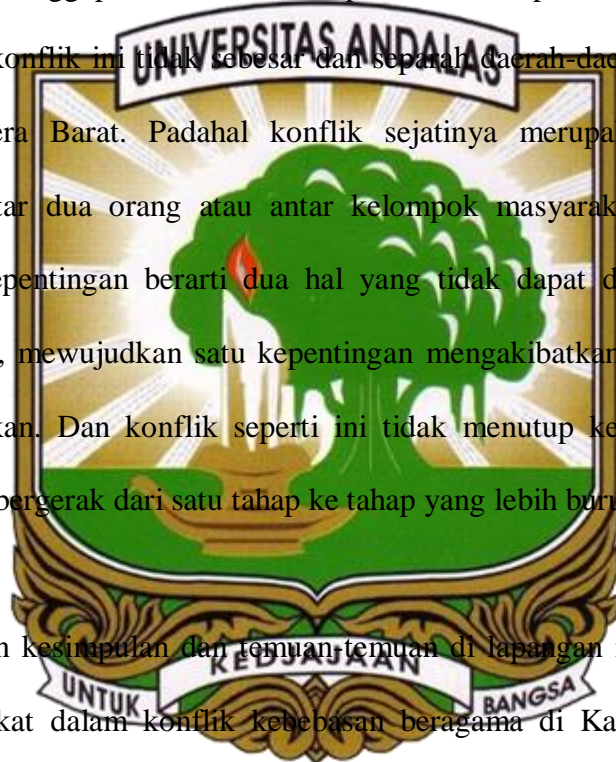 konflik ini tidak sebesar dan separah daerah-dae
UNIVERSITAS ANDALAS
era Barat. Padahal konflik sejatinya merupa
tar dua orang atau antar kelompok masyarak
epentingan berarti dua hal yang tidak dapat d
, mewujudkan satu kepentingan mengakibatkan
kan. Dan konflik seperti ini tidak menutup ke
bergerak dari satu tahap ke tahap yang lebih buru
n kesimpulan dan temuan-temuan di lapangan
UNTUK KEDJAJAAN BANGSA
kat dalam konflik kebebasan beragama di Ka